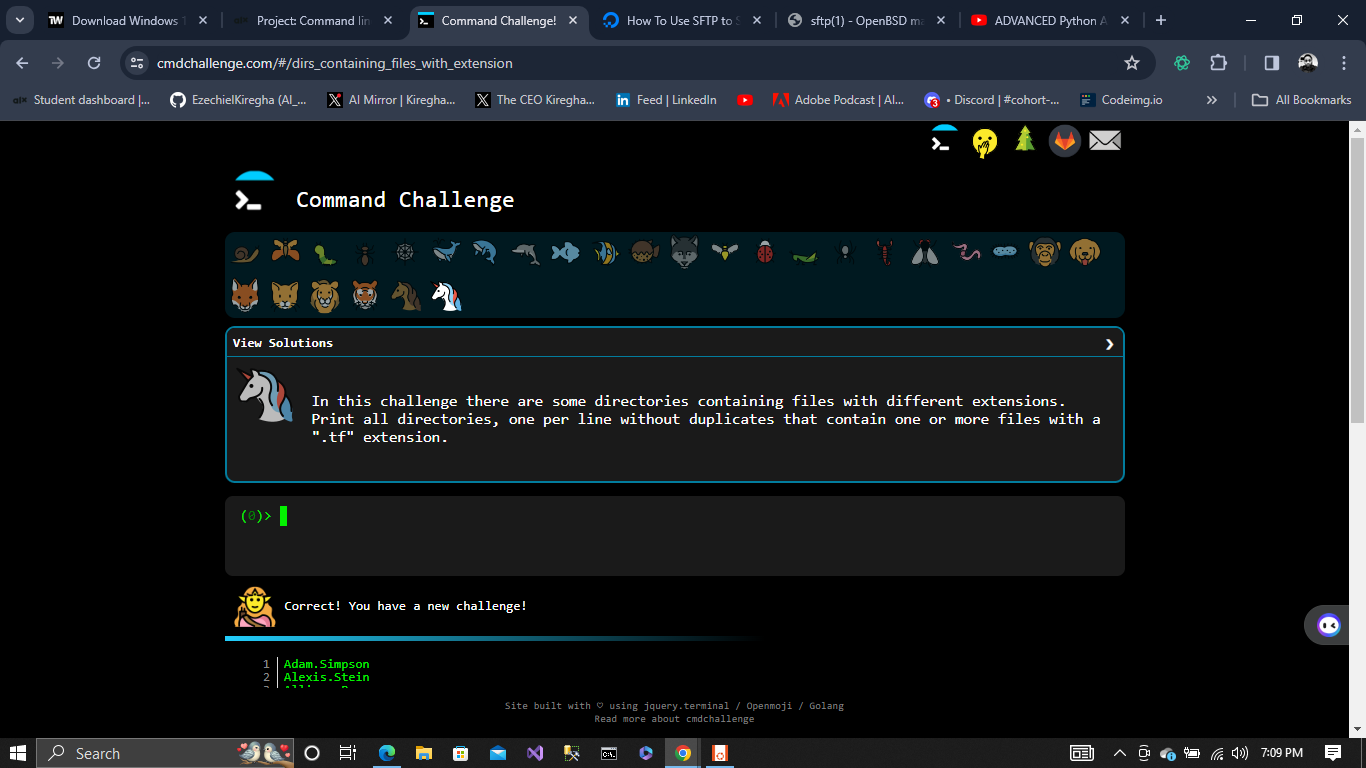 Download Windows 1
Project: Command lin
Command Challenge!
How To Use SFTP to S
sftp(1) - OpenBSD ma
ADVANCED Python A
cmdchallenge.com/#/dirs_containing_files_with_extension
Student dashboard |...
EzechielKiregha (AI_...
AI Mirror | Kiregha...
The CEO Kiregha...
Feed | LinkedIn
Adobe Podcast | AI...
• Discord | #cohort-...
Codeimg.io
All Bookmarks
Command Challenge
View Solutions
In this challenge there are some directories containing files with different extensions.
Print all directories, one per line without duplicates that contain one or more files with a
".tf" extension.
(0)>
Correct! You have a new challenge!
1 Adam.Simpson
2 Alexis.Stein
Site built with ♡ using jquery.terminal / Openmoji / Golang
Read more about cmdchallenge
Search
7:09 PM